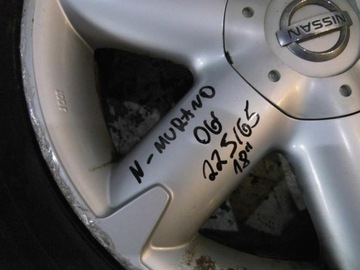 NISSAN
N-MURANO
06
225/65
18"